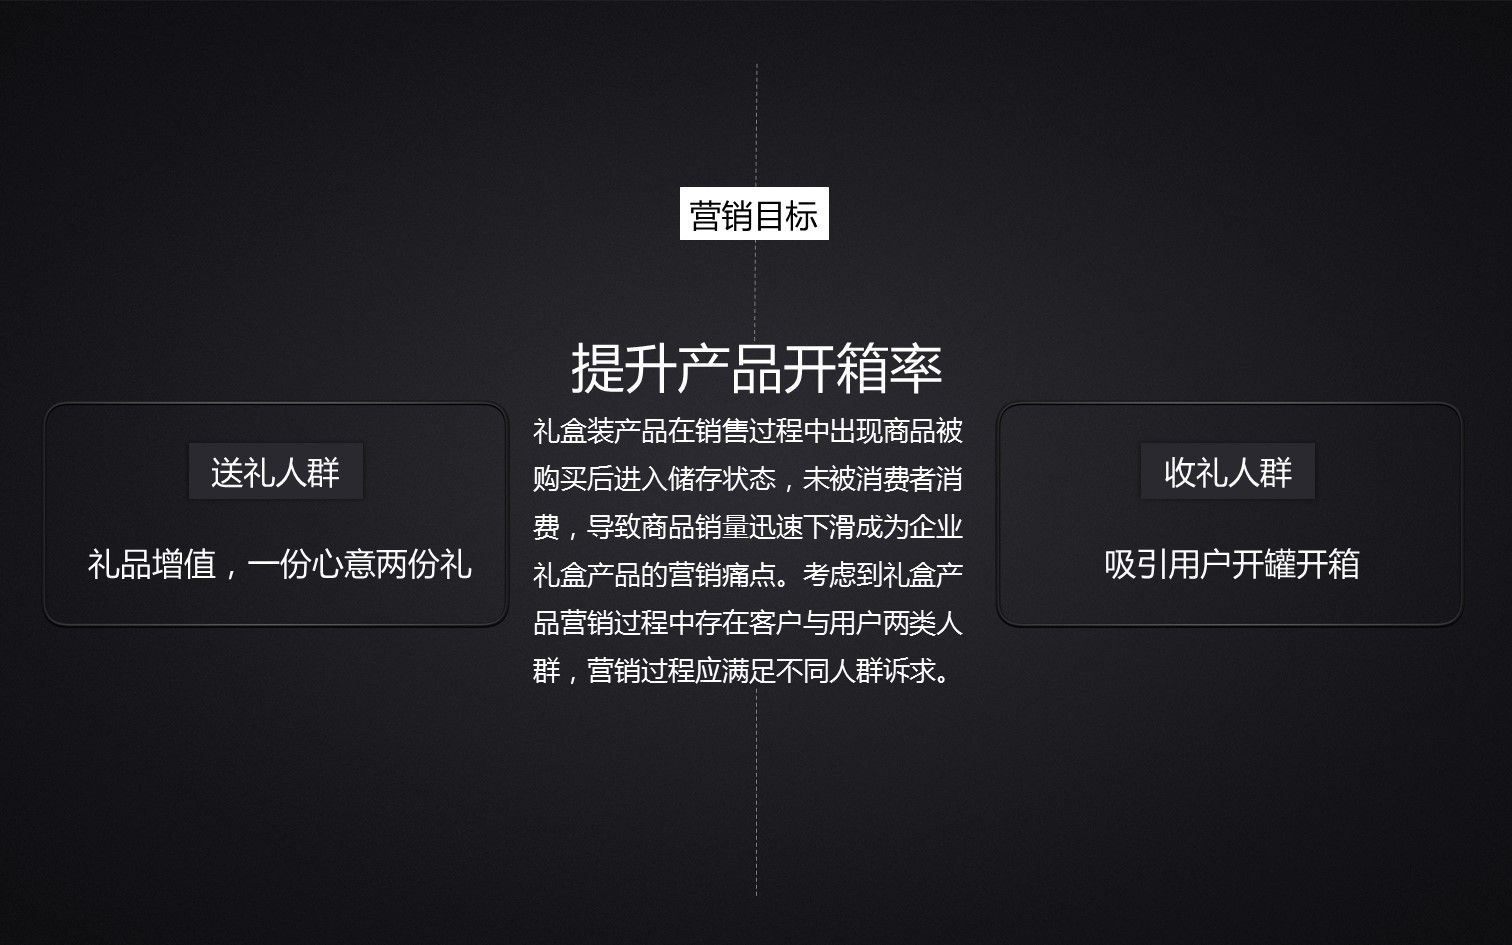 营销目标
提升产品开箱率
礼盒装产品在销售过程中出现商品被
购买后进入储存状态，未被消费者消
费，导致商品销量迅速下滑成为企业
礼盒产品的营销痛点。考虑到礼盒产
品营销过程中存在客户与用户两类人
群，营销过程应满足不同人群诉求。
送礼人群
礼品增值，一份心意两份礼
收礼人群
吸引用户开罐开箱